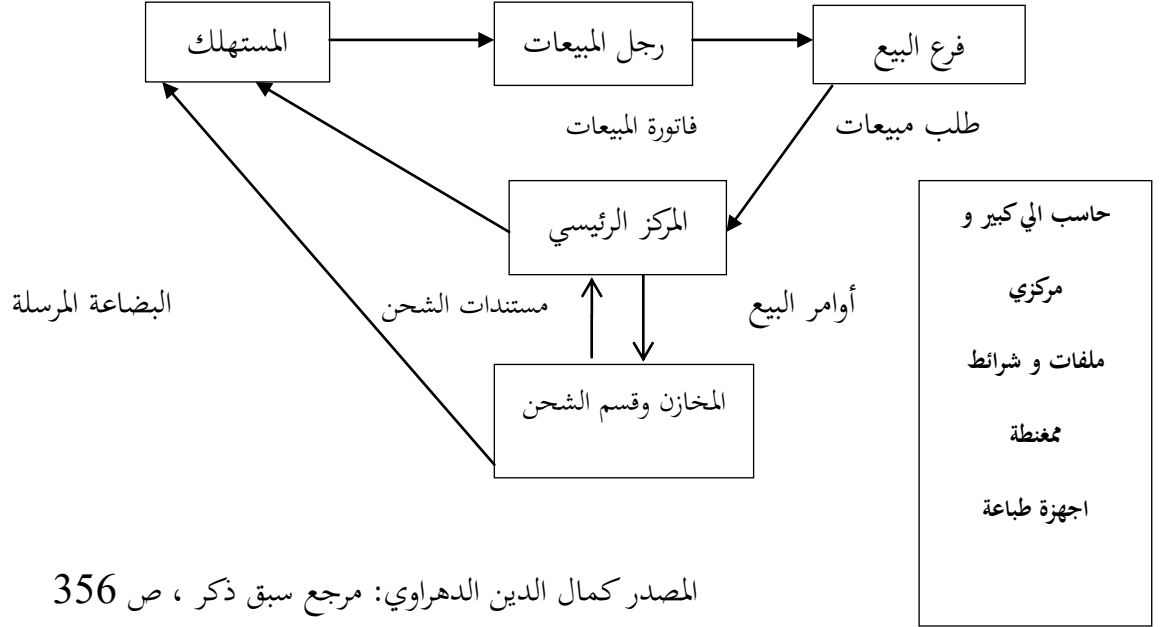 فرع البيع
رجل المبيعات
المستهلك
طلب مبيعات
فاتورة المبيعات
المركز الرئيسي
أوامر البيع
مستندات الشحن
البضاعة المرسلة
المخازن وقسم الشحن
حاسب الي كبير و
مركزي
ملفات و شرائط
ممغنطة
اجهزة طباعة
المصدر كمال الدين الدهراوي: مرجع سبق ذكر ، ص 356